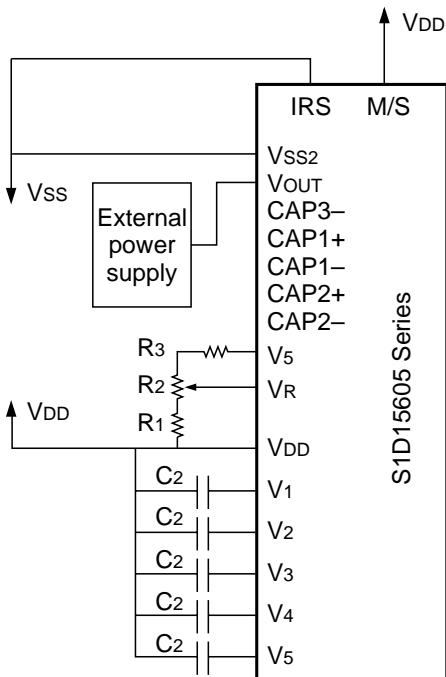 VDD
IRS M/S
VSS2
VSS
VOUT
External
power
supply
CAP3–
CAP1+
CAP1–
CAP2+
CAP2–
S1D15605 Series
R3
V5
R2
VR
VDD
R1
VDD
C2
V1
C2
V2
C2
V3
C2
V4
C2
V5